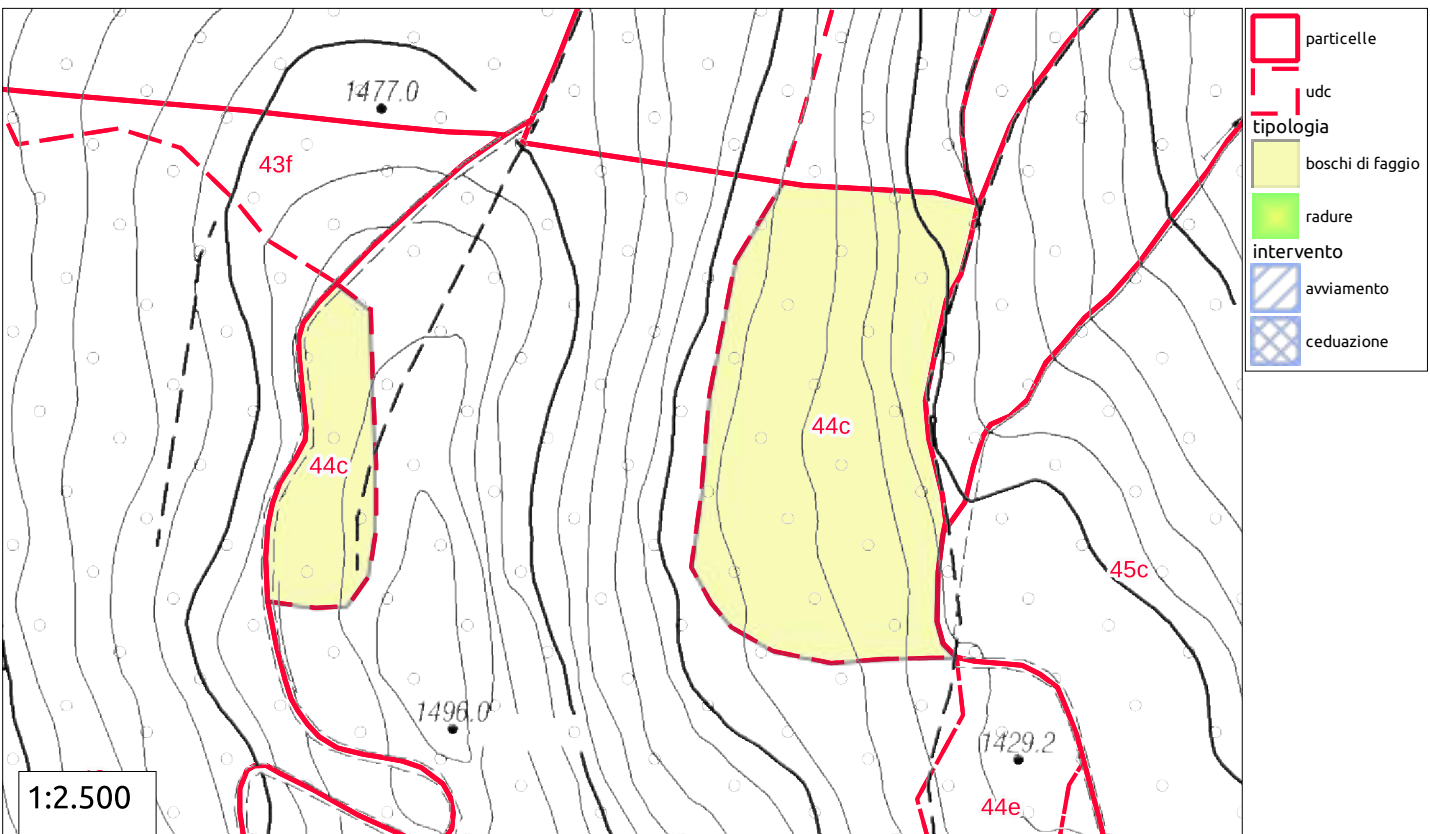 1477.0
43f
44c
44c
45c
1496.0
1429.2
44e
1:2.500
particelle
udc
tipologia
boschi di faggio
radure
intervento
avviamento
ceduazione